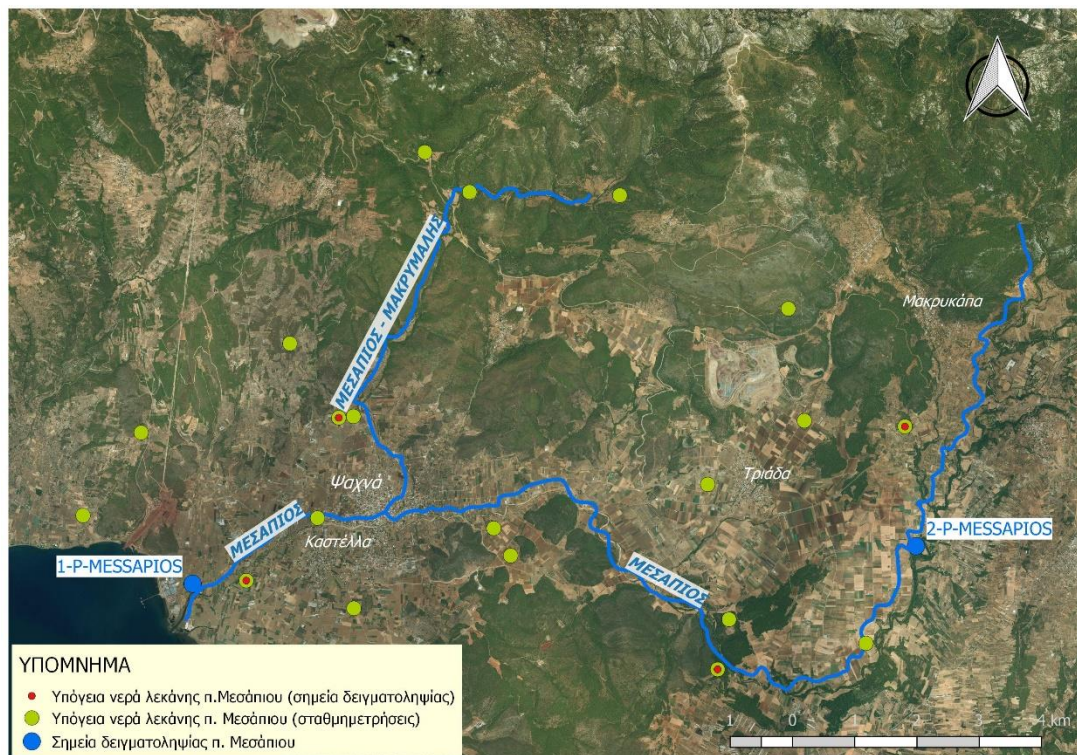 ΜΕΣΑΠΙΟΣ - ΜΑΚΡΥΜΑΛΗΣ
Μακρυκάπα
Ψαχνά
Τριάδα
ΜΕΣΑΠΙΟΣ
Καστέλλα
2-P-MESSAPIOS
1-P-MESSAPIOS
ΜΕΣΑΠΙΟΣ
ΥΠΟΜΝΗΜΑ
Υπόγεια νερά λεκάνης π.Μεσάπιου (σημείο δειγματοληψίας)
Υπόγεια νερά λεκάνης π. Μεσάπιου (σταθμημετρήσεις)
Σημεία δειγματοληψίας π. Μεσάπιου
1 0 1 2 3 4 km